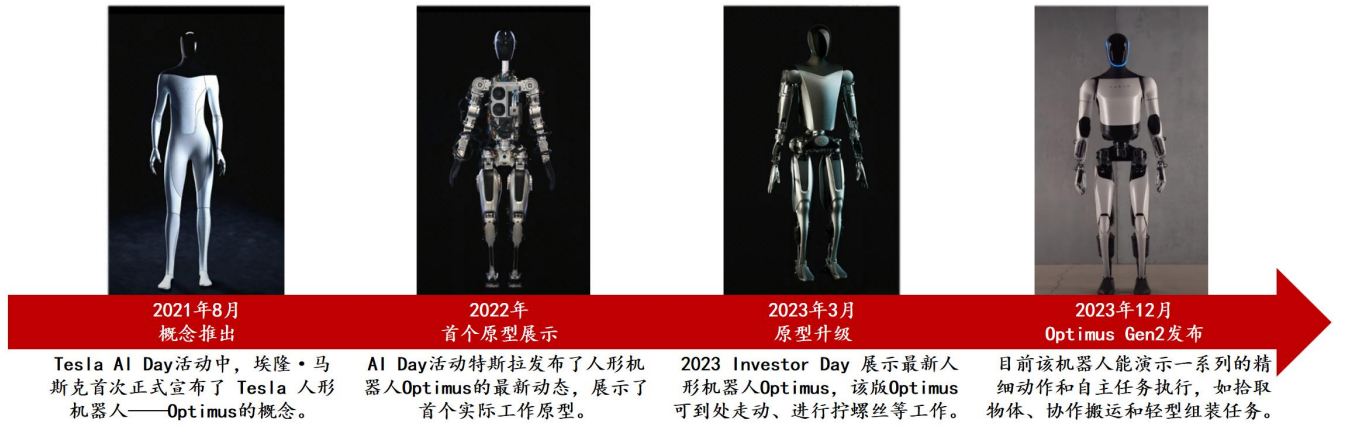 2021年8月
概念推出
Tesla AI Day活动中，埃隆·马
斯克首次正式宣布了 Tesla 人形
机器人——Optimus的概念。
2022年
首个原型展示
AI Day活动特斯拉发布了人形机
器人Optimus的最新动态，展示了
首个实际工作原型。
2023年3月
原型升级
2023 Investor Day 展示最新人
形机器人Optimus，该版Optimus
可到处走动、进行拧螺丝等工作。
2023年12月
Optimus Gen2发布
目前该机器人能演示一系列的精
细动作和自主任务执行，如拾取
物体、协作搬运和轻型组装任务。